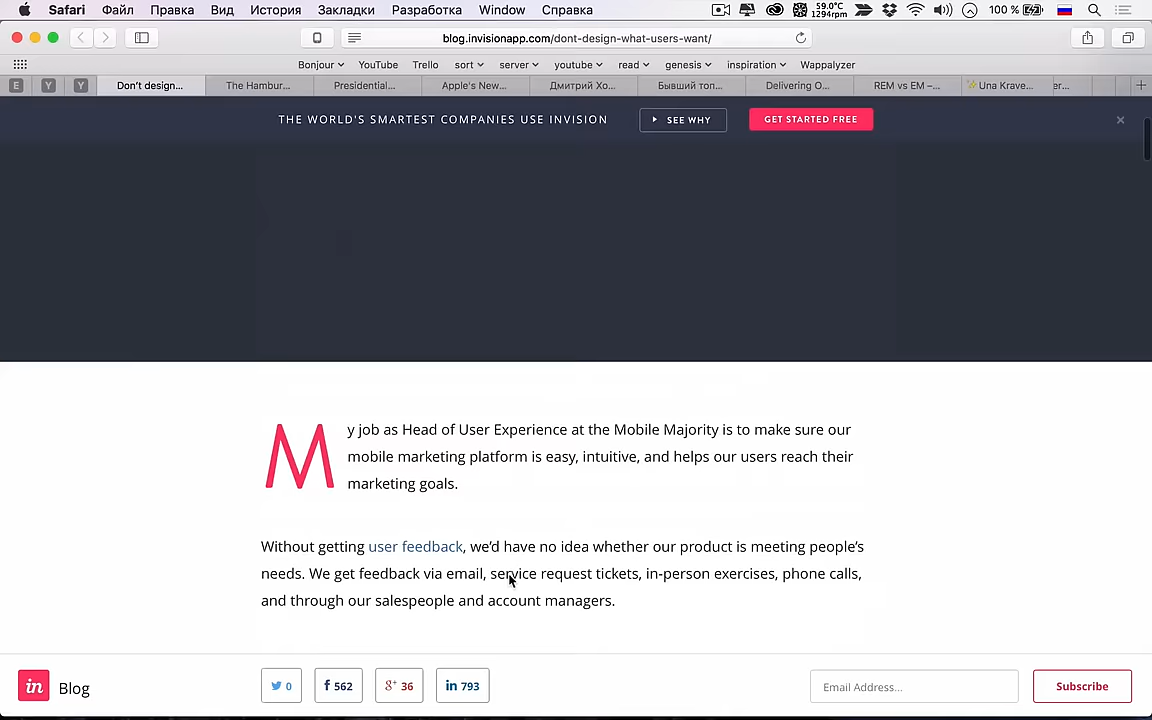 Safari Файл Правка Вид История Закладки Разработка Window Справка 59.0°C 1294rpm 100 %
blog.invisionapp.com/dont-design-what-users-want/
Bonjour YouTube Trello sort server youtube read genesis inspiration Wappalyzer
E Y Y Don't design... The Hambur... Presidential... Apple's New... Дмитрий Хо... Бывший топ... Delivering O... REM vs EM –... Una Krave... er...
THE WORLD'S SMARTEST COMPANIES USE INVISION SEE WHY GET STARTED FREE
My job as Head of User Experience at the Mobile Majority is to make sure our
mobile marketing platform is easy, intuitive, and helps our users reach their
marketing goals.
Without getting user feedback, we'd have no idea whether our product is meeting people's
needs. We get feedback via email, service request tickets, in-person exercises, phone calls,
and through our salespeople and account managers.
in Blog 0 f 562 g+ 36 in 793 Email Address... Subscribe